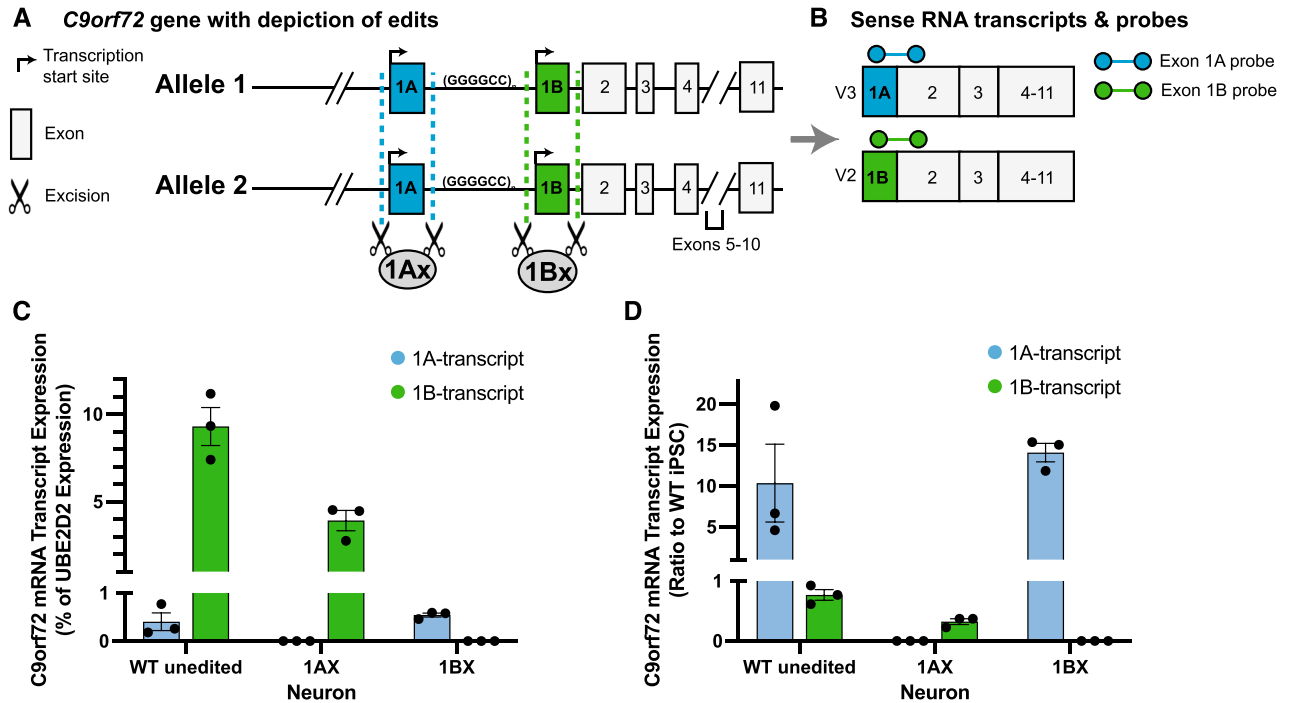 A C9orf72 gene with depiction of edits
Transcription
start site
Exon
Excision
Allele 1
1A
(GGGGCC)n
1B
2
3
4
11
Allele 2
1A
(GGGGCC)n
1B
2
3
4
11
Exons 5-10
1Ax
1Bx
B Sense RNA transcripts & probes
V3
1A
2
3
4-11
V2
1B
2
3
4-11
Exon 1A probe
Exon 1B probe
C
C9orf72 mRNA Transcript Expression
(% of UBE2D2 Expression)
1A-transcript
1B-transcript
10
5
1
0
WT unedited
1AX
1BX
Neuron
D
C9orf72 mRNA Transcript Expression
(Ratio to WT iPSC)
1A-transcript
1B-transcript
20
15
10
5
1
0
WT unedited
1AX
1BX
Neuron